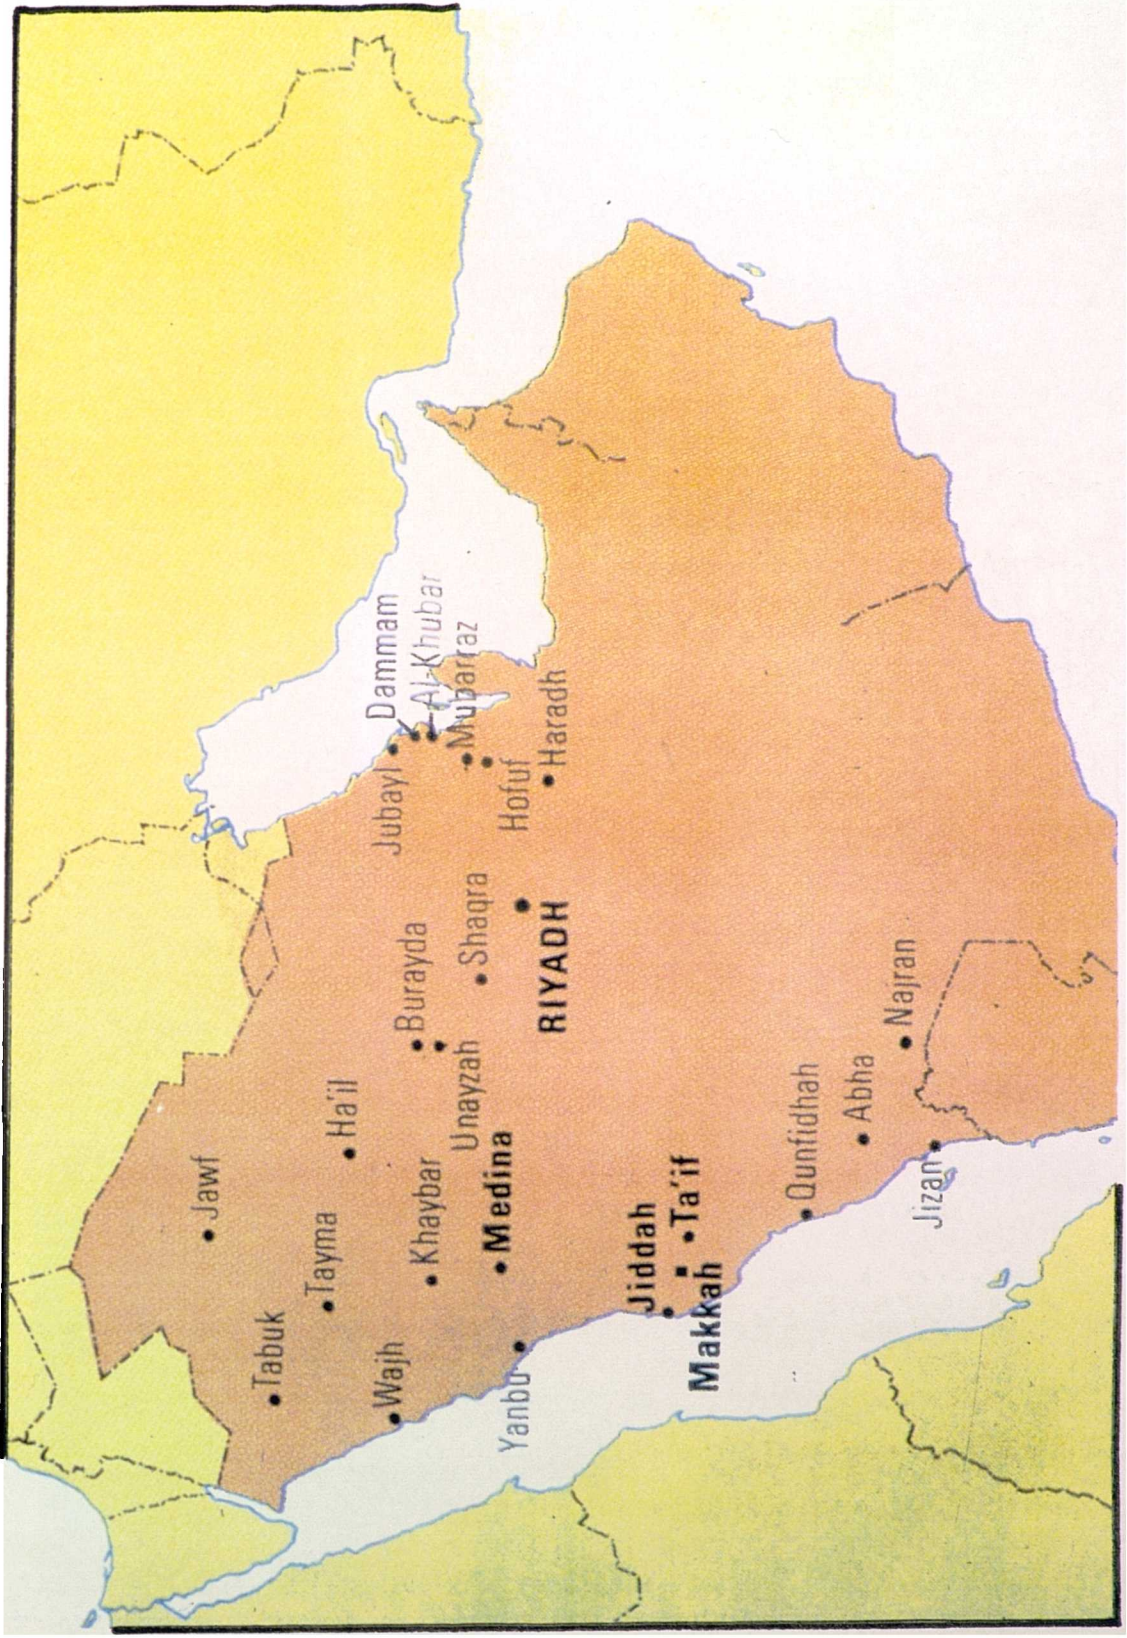 Jawf
Tabuk
Tayma
Ha'il
Wajh
Khaybar
Burayda
Unayzah
Medina
Yanbu
Shaqra
RIYADH
Jubayl
Dammam
Al-Khubar
Mubarraz
Hofuf
Haradh
Jiddah
Makkah
Ta'if
Qunfidhah
Abha
Najran
Jizan